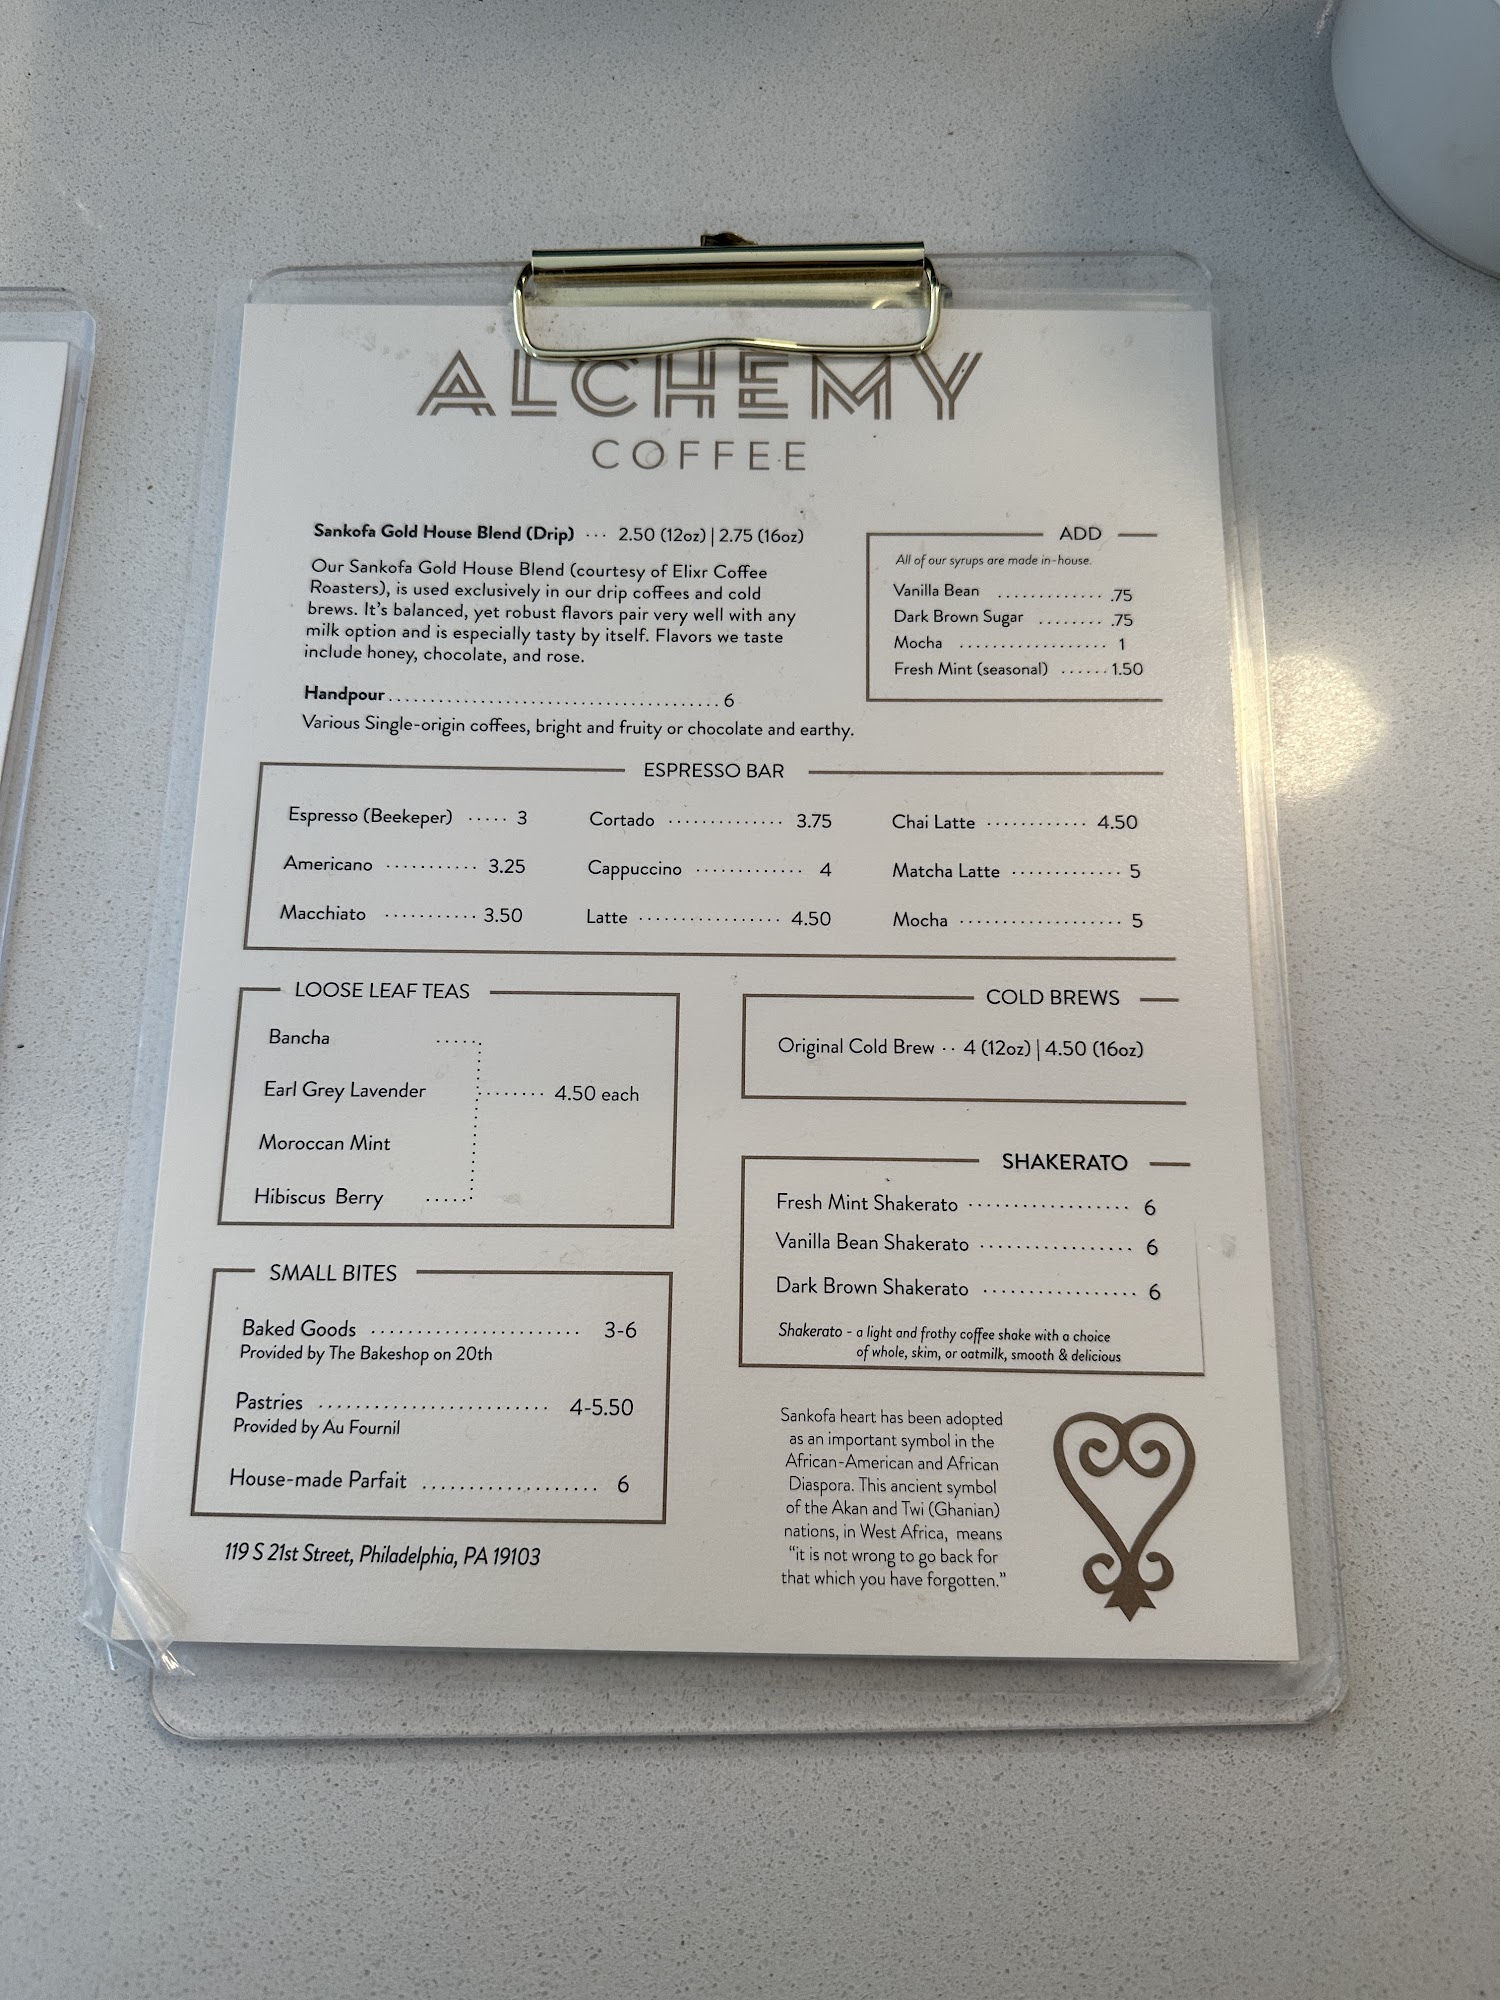 ALCHEMY
COFFEE
Sankofa Gold House Blend (Drip) ... 2.50 (12oz) | 2.75 (16oz)
Our Sankofa Gold House Blend (courtesy of Elixr Coffee
Roasters), is used exclusively in our drip coffees and cold
brews. It's balanced, yet robust flavors pair very well with any
milk option and is especially tasty by itself. Flavors we taste
include honey, chocolate, and rose.
Handpour ... 6
Various Single-origin coffees, bright and fruity or chocolate and earthy.
ADD
All of our syrups are made in-house.
Vanilla Bean ... .75
Dark Brown Sugar ... .75
Mocha ... 1
Fresh Mint (seasonal) ... 1.50
ESPRESSO BAR
Espresso (Beekeper) ... 3
Americano ... 3.25
Macchiato ... 3.50
Cortado ... 3.75
Cappuccino ... 4
Latte ... 4.50
Chai Latte ... 4.50
Matcha Latte ... 5
Mocha ... 5
LOOSE LEAF TEAS
Bancha
Earl Grey Lavender ... 4.50 each
Moroccan Mint
Hibiscus Berry
COLD BREWS
Original Cold Brew .. 4 (12oz) | 4.50 (16oz)
SHAKERATO
Fresh Mint Shakerato ... 6
Vanilla Bean Shakerato ... 6
Dark Brown Shakerato ... 6
Shakerato - a light and frothy coffee shake with a choice
of whole, skim, or oatmilk, smooth & delicious
SMALL BITES
Baked Goods ... 3-6
Provided by The Bakeshop on 20th
Pastries ... 4-5.50
Provided by Au Fournil
House-made Parfait ... 6
119 S 21st Street, Philadelphia, PA 19103
Sankofa heart has been adopted
as an important symbol in the
African-American and African
Diaspora. This ancient symbol
of the Akan and Twi (Ghanian)
nations, in West Africa, means
"it is not wrong to go back for
that which you have forgotten."